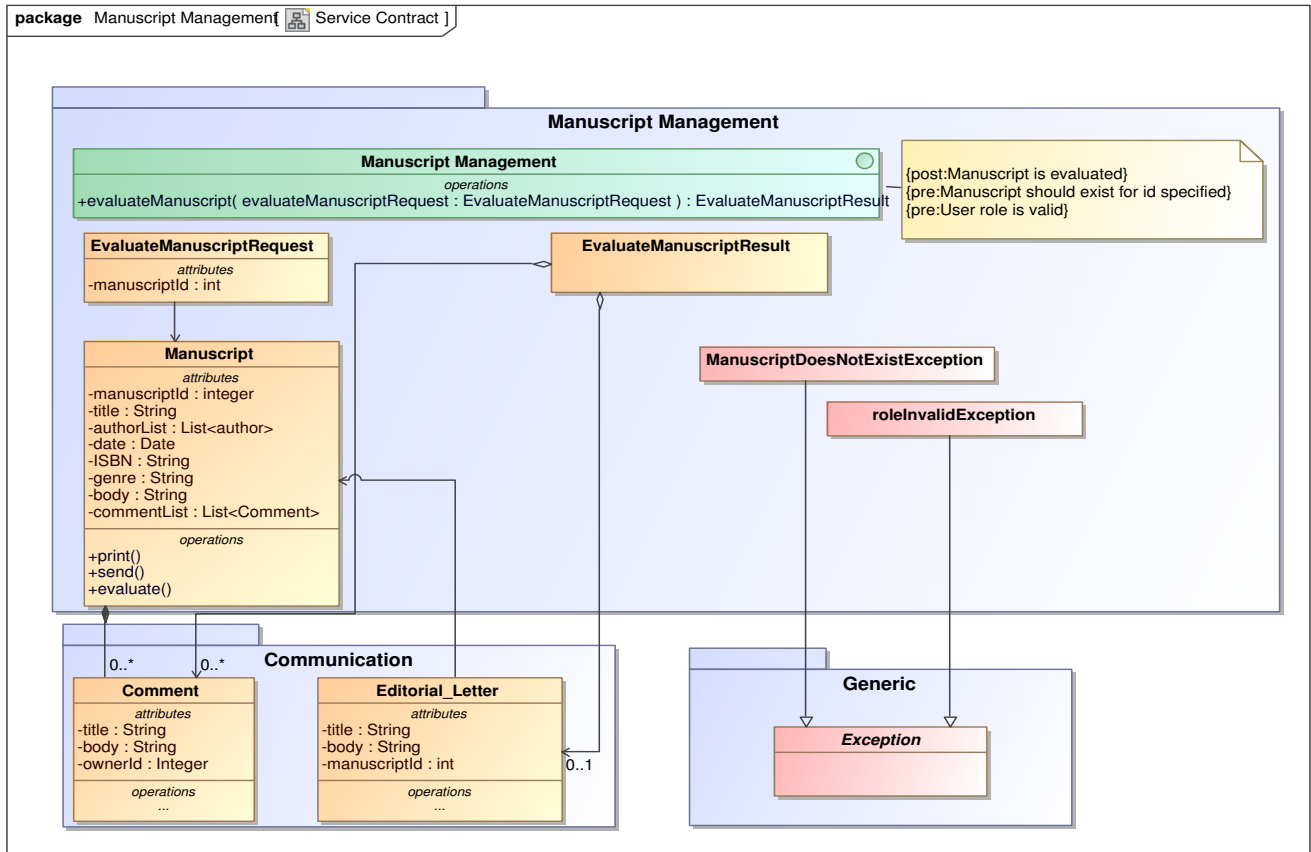 package Manuscript Management[ Service Contract ]
Manuscript Management
Manuscript Management
operations
+evaluateManuscript( evaluateManuscriptRequest : EvaluateManuscriptRequest ) : EvaluateManuscriptResult
{post:Manuscript is evaluated}
{pre:Manuscript should exist for id specified}
{pre:User role is valid}
EvaluateManuscriptRequest
attributes
-manuscriptId : int
EvaluateManuscriptResult
Manuscript
attributes
-manuscriptId : integer
-title : String
-authorList : List<author>
-date : Date
-ISBN : String
-genre : String
-body : String
-commentList : List<Comment>
operations
+print()
+send()
+evaluate()
ManuscriptDoesNotExistException
roleInvalidException
Communication
0..*
0..*
Comment
attributes
-title : String
-body : String
-ownerId : Integer
operations
...
Editorial_Letter
attributes
-title : String
-body : String
-manuscriptId : int
operations
...
0..1
Generic
Exception